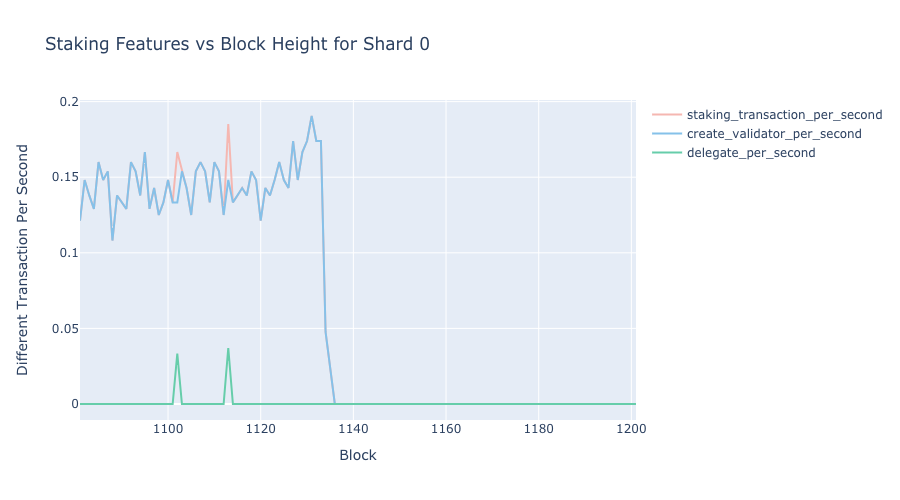 Staking Features vs Block Height for Shard 0
staking_transaction_per_second
create_validator_per_second
delegate_per_second
Different Transaction Per Second
0.2
0.15
0.1
0.05
0
1100
1120
1140
1160
1180
1200
Block